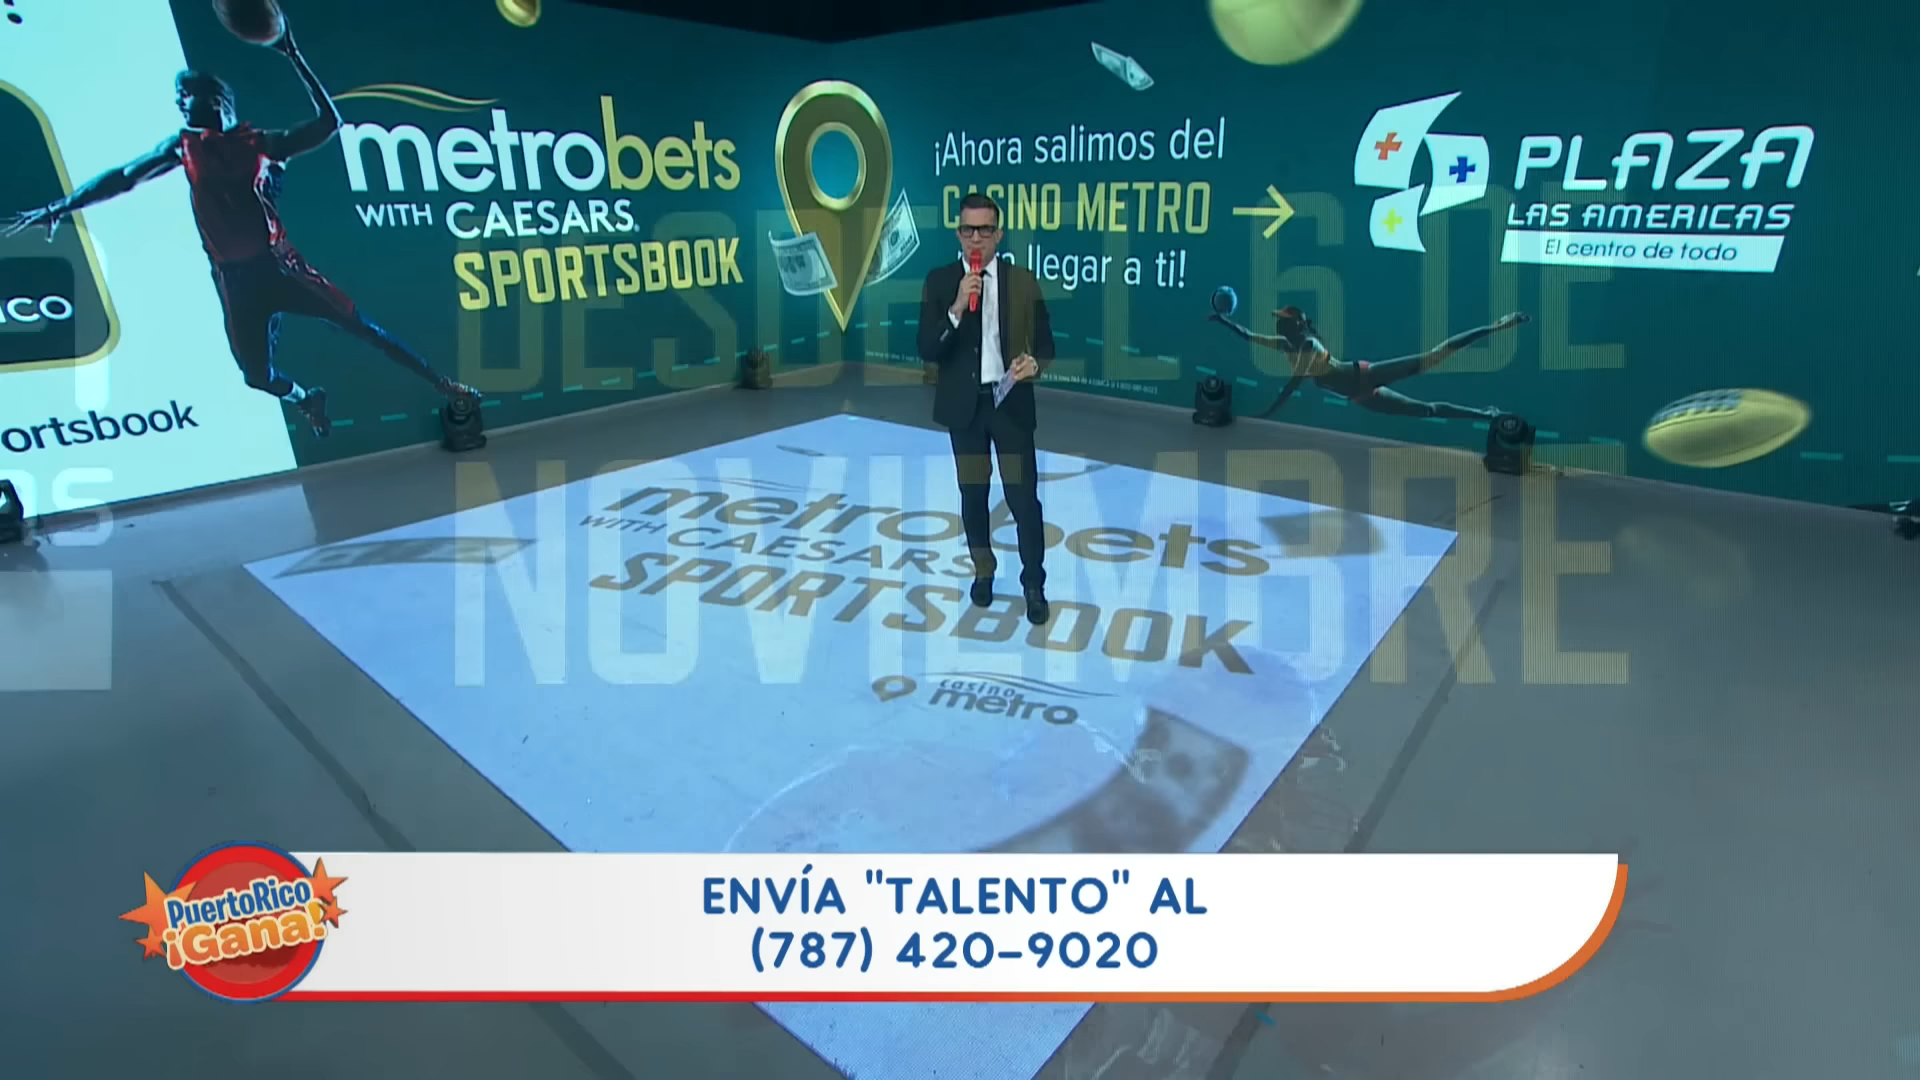 metrobets
WITH CAESARS
SPORTSBOOK
¡Ahora salimos del
CASINO METRO
llegar a ti!
PLAZA
LAS AMERICAS
El centro de todo
ICO
ortsbook
os
DESDE EL 6 DE
NOVIEMBRE
metrobets
WITH CAESARS
SPORTSBOOK
casino
metro
PuertoRico
¡Gana!
ENVÍA "TALENTO" AL
(787) 420-9020